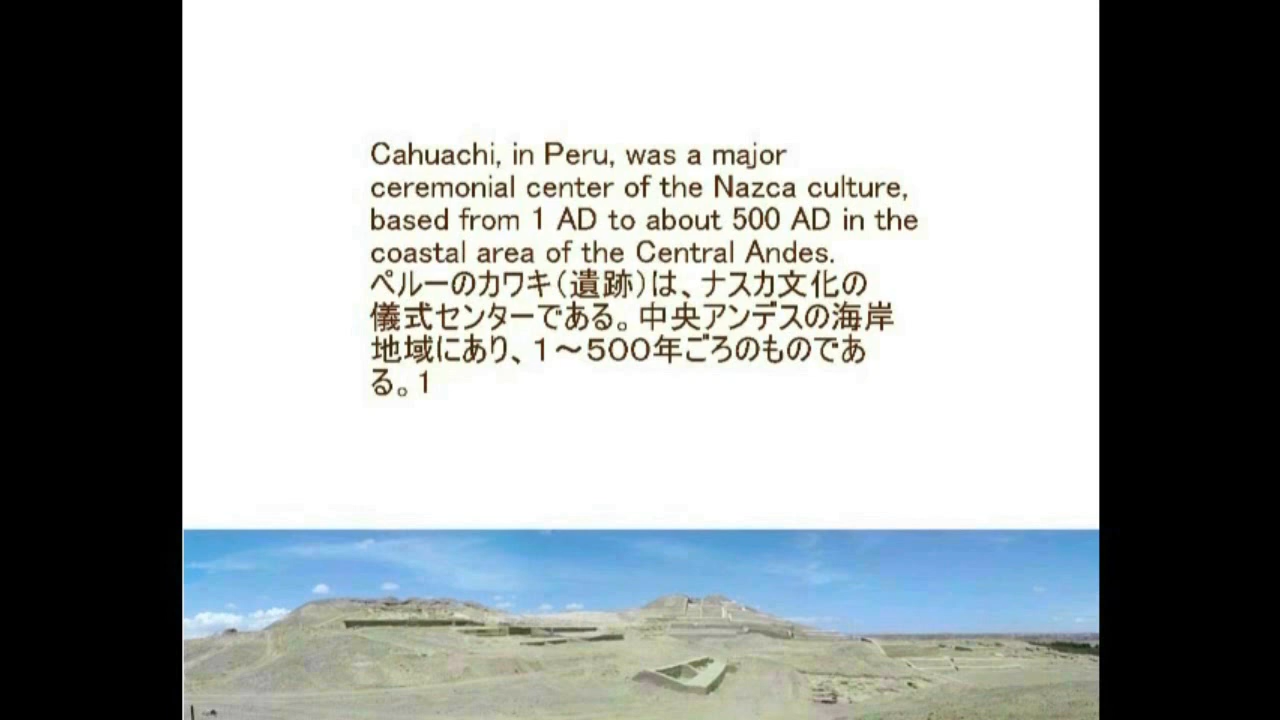 Cahuachi, in Peru, was a major
ceremonial center of the Nazca culture,
based from 1 AD to about 500 AD in the
coastal area of the Central Andes.
ペルーのカワキ（遺跡）は、ナスカ文化の
儀式センターである。中央アンデスの海岸
地域にあり、１～５００年ごろのものであ
る。1